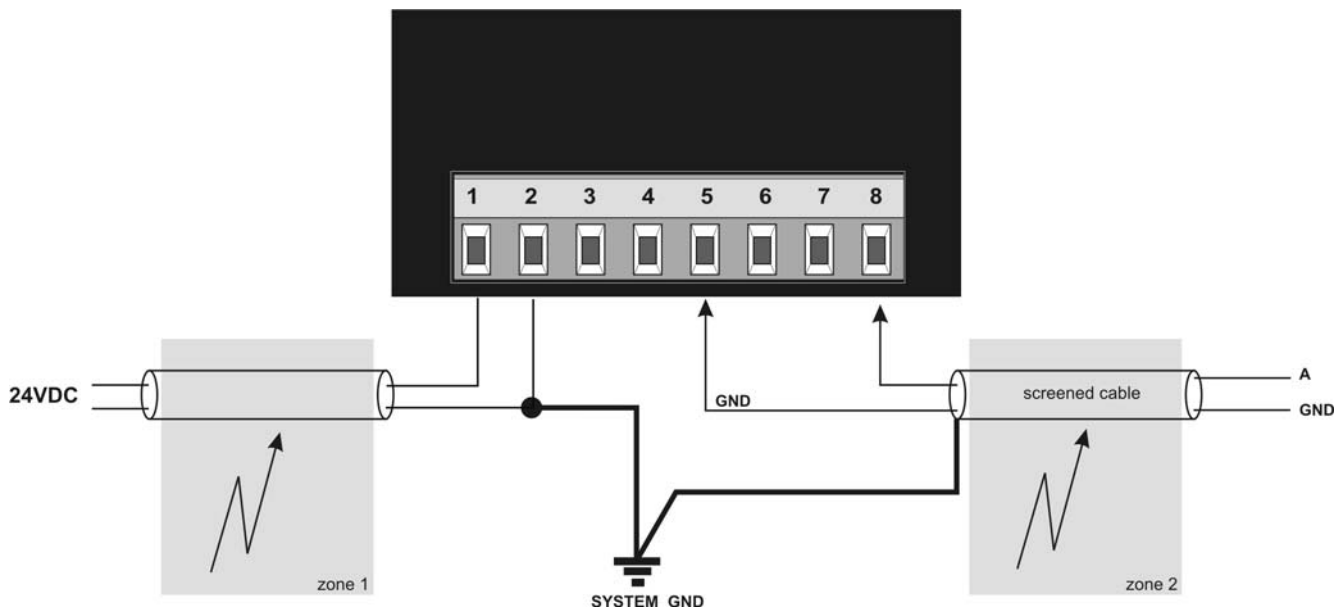 1 2 3 4 5 6 7 8
24VDC
screened cable
A
GND
GND
zone 1
zone 2
SYSTEM GND